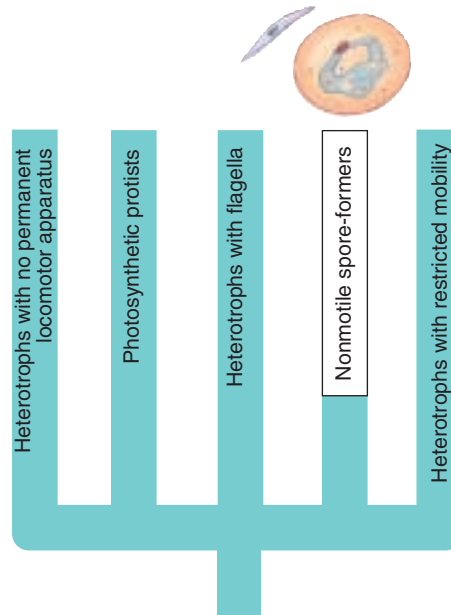 Heterotrophs with no permanent
locomotor apparatus
Photosynthetic protists
Heterotrophs with flagella
Nonmotile spore-formers
Heterotrophs with restricted mobility